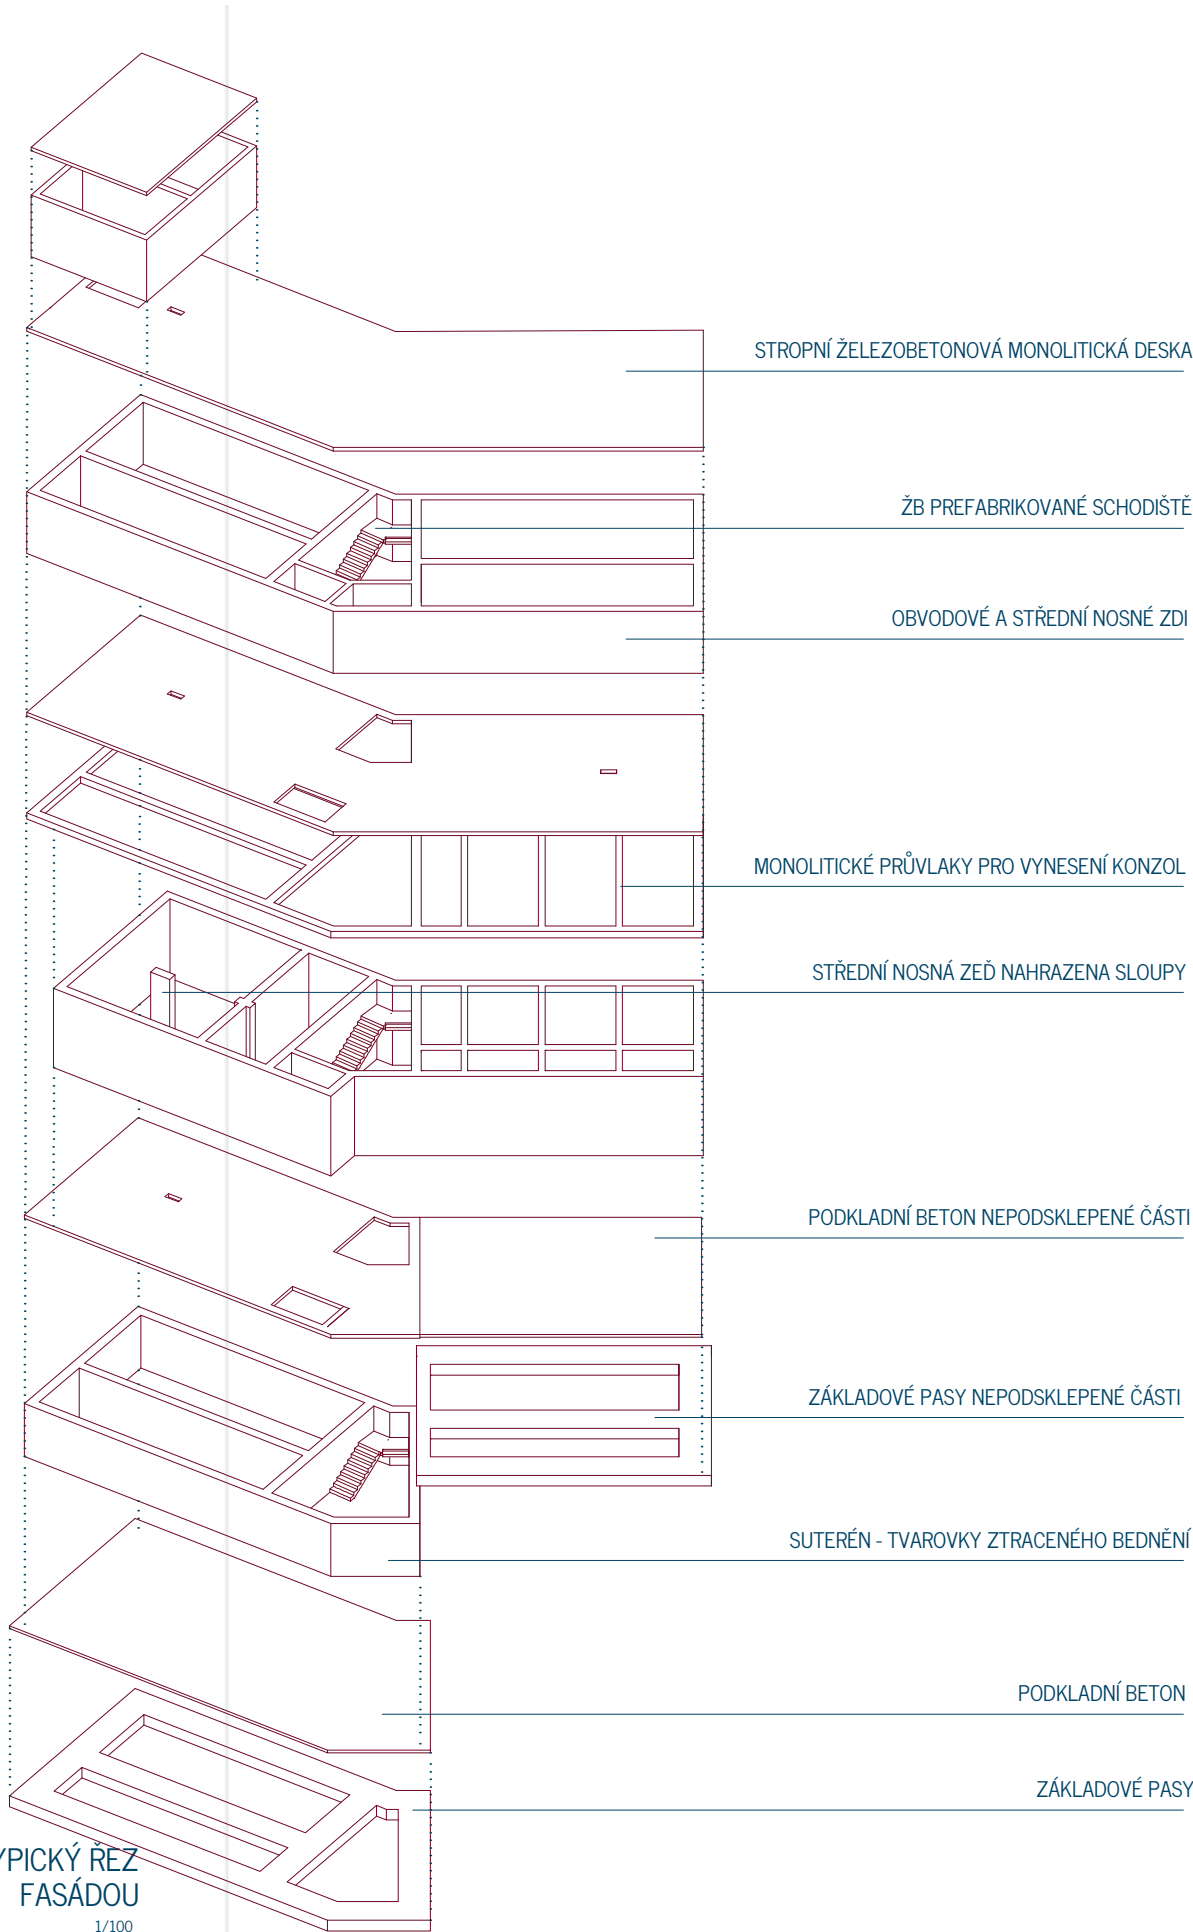 STROPNÍ ŽELEZOBETONOVÁ MONOLITICKÁ DESKA
ŽB PREFABRIKOVANÉ SCHODIŠTĚ
OBVODOVÉ A STŘEDNÍ NOSNÉ ZDI
MONOLITICKÉ PRŮVLAKY PRO VYNESENÍ KONZOL
STŘEDNÍ NOSNÁ ZEĎ NAHRAZENA SLOUPY
PODKLADNÍ BETON NEPODSKLEPENÉ ČÁSTI
ZÁKLADOVÉ PASY NEPODSKLEPENÉ ČÁSTI
SUTERÉN - TVAROVKY ZTRACENÉHO BEDNĚNÍ
PODKLADNÍ BETON
ZÁKLADOVÉ PASY
YPICKÝ ŘEZ
FASÁDOU
1/100